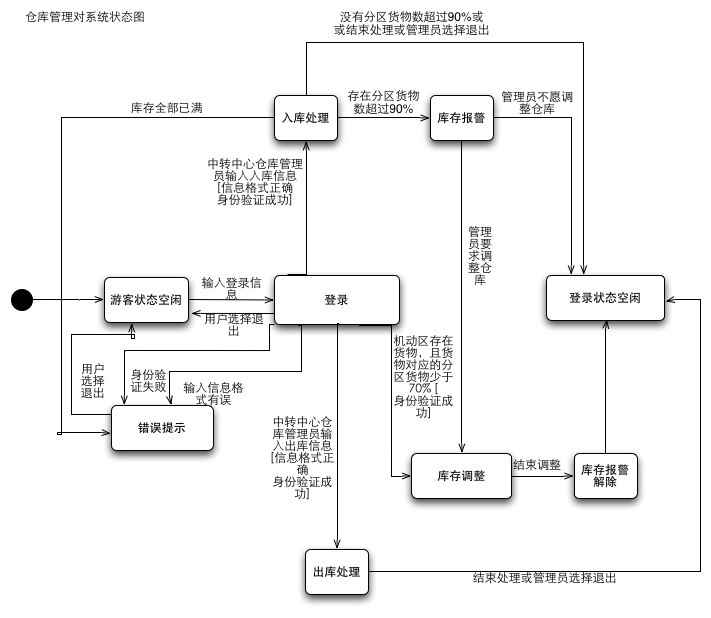 仓库管理对系统状态图
没有分区货物数超过90%或
或结束处理或管理员选择退出
库存全部已满
入库处理
存在分区货物
数超过90%
库存报警
管理员不愿调
整仓库
中转中心仓库管理
员输入入库信息
[信息格式正确
身份验证成功]
管理
员要
求调
整仓
库
游客状态空闲
输入登录信
息
登录
登录状态空闲
用户选择退
出
用户
选择
退出
身份验
证失败
输入信息格
式有误
机动区存在
货物，且货
物对应的分
区货物少于
70% [
身份验证成
功]
错误提示
中转中心仓
库管理员输
入出库信息
[信息格式正
确
身份验证成
功]
库存调整
结束调整
库存报警
解除
出库处理
结束处理或管理员选择退出